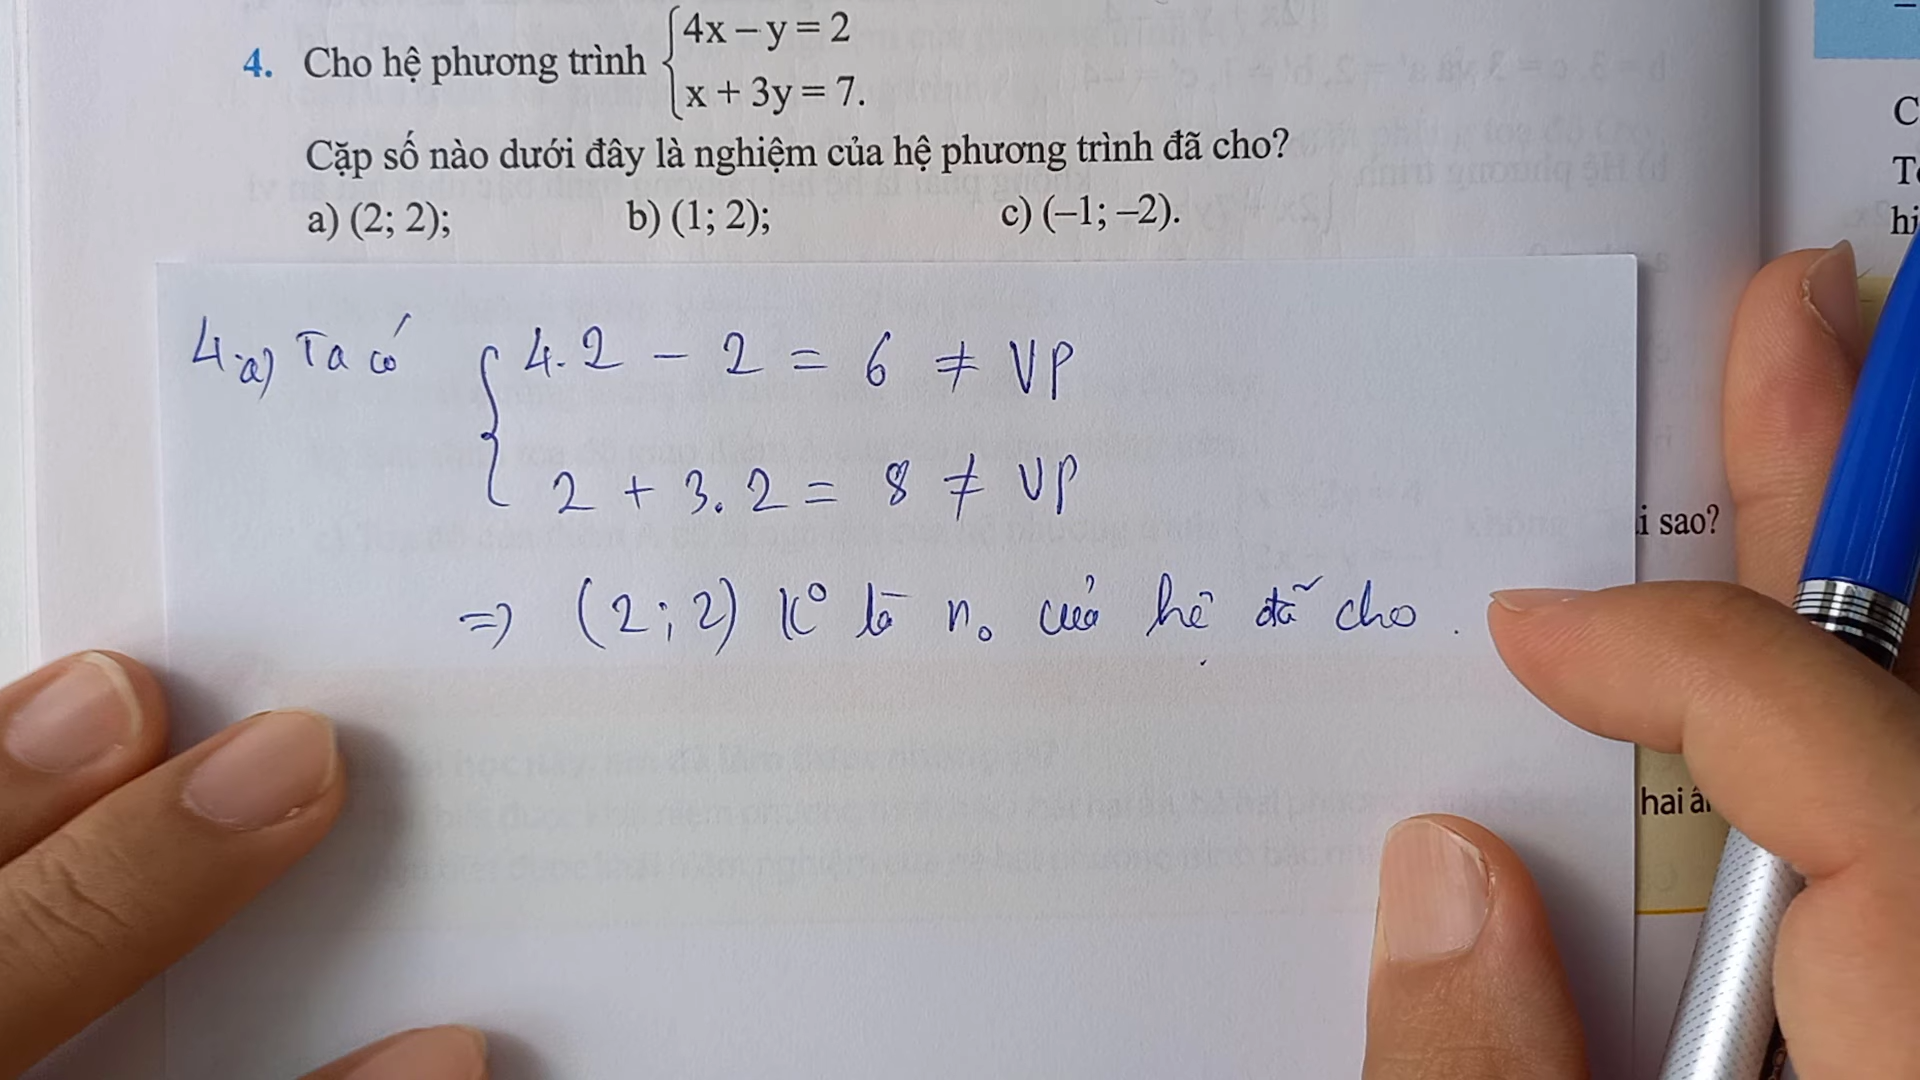 4. Cho hệ phương trình
4x – y = 2
x + 3y = 7.
Cặp số nào dưới đây là nghiệm của hệ phương trình đã cho?
a) (2; 2); b) (1; 2); c) (–1; –2).
4.a) Ta có
4.2 – 2 = 6 ≠ VP
2 + 3.2 = 8 ≠ VP
=> (2; 2) k° là n₀ của hệ đã cho.
i sao?
hai
C
hi